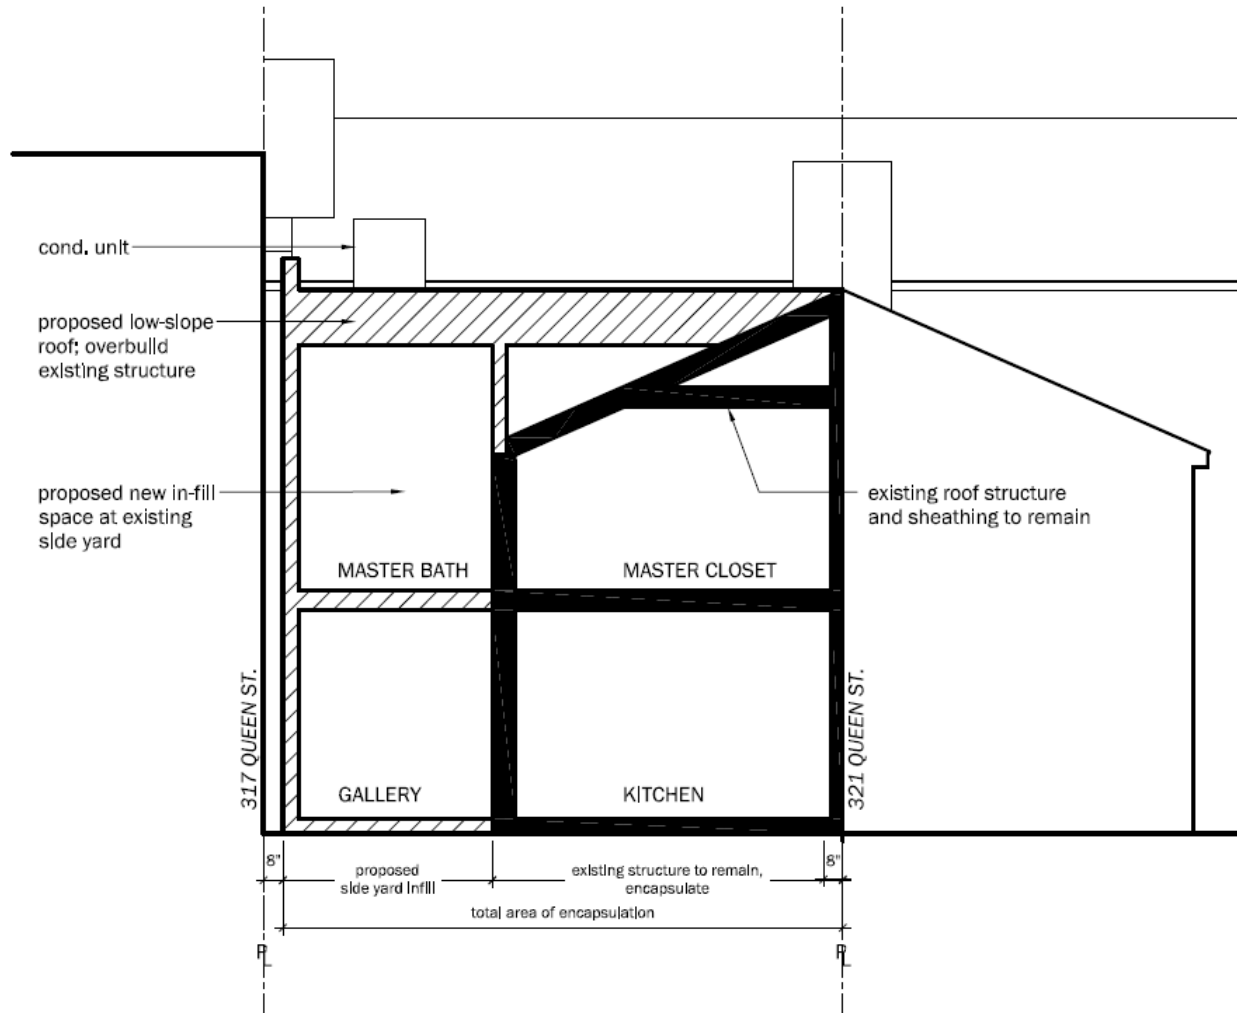 cond. unit
proposed low-slope
roof; overbuild
existing structure
proposed new in-fill
space at existing
side yard
existing roof structure
and sheathing to remain
MASTER BATH
MASTER CLOSET
317 QUEEN ST.
321 QUEEN ST.
GALLERY
KITCHEN
8"
proposed
side yard infill
existing structure to remain,
encapsulate
8"
total area of encapsulation
PL
PL